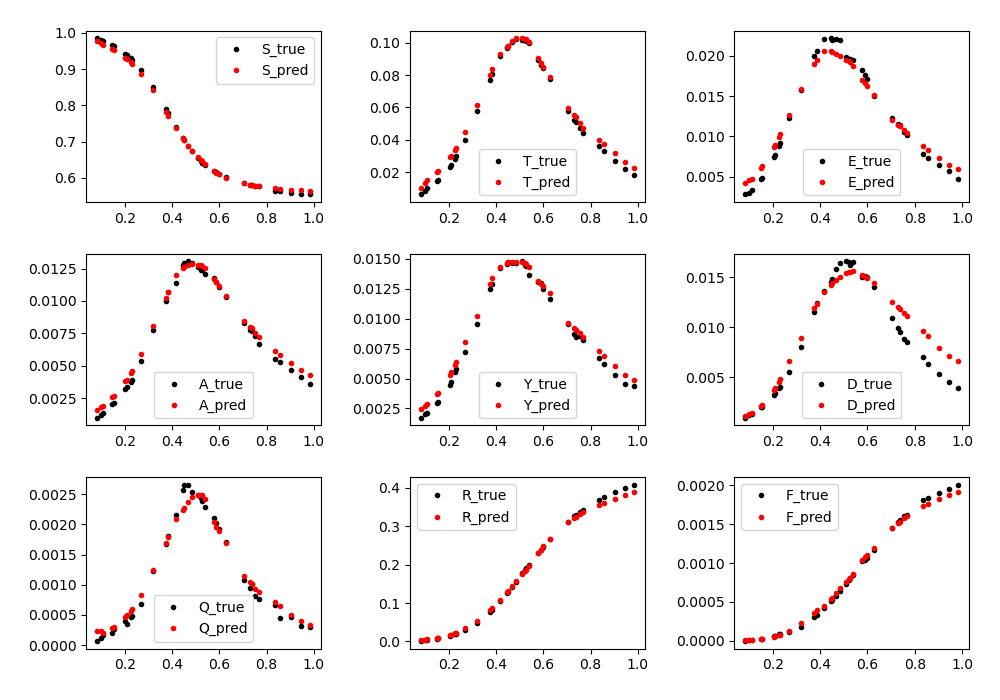 1.0
0.9
0.8
0.7
0.6
S_true
S_pred
0.2 0.4 0.6 0.8 1.0
0.10
0.08
0.06
0.04
0.02
T_true
T_pred
0.2 0.4 0.6 0.8 1.0
0.020
0.015
0.010
0.005
E_true
E_pred
0.2 0.4 0.6 0.8 1.0
0.0125
0.0100
0.0075
0.0050
0.0025
A_true
A_pred
0.2 0.4 0.6 0.8 1.0
0.0150
0.0125
0.0100
0.0075
0.0050
0.0025
Y_true
Y_pred
0.2 0.4 0.6 0.8 1.0
0.015
0.010
0.005
D_true
D_pred
0.2 0.4 0.6 0.8 1.0
0.0025
0.0020
0.0015
0.0010
0.0005
0.0000
Q_true
Q_pred
0.2 0.4 0.6 0.8 1.0
0.4
0.3
0.2
0.1
0.0
R_true
R_pred
0.2 0.4 0.6 0.8 1.0
0.0020
0.0015
0.0010
0.0005
0.0000
F_true
F_pred
0.2 0.4 0.6 0.8 1.0